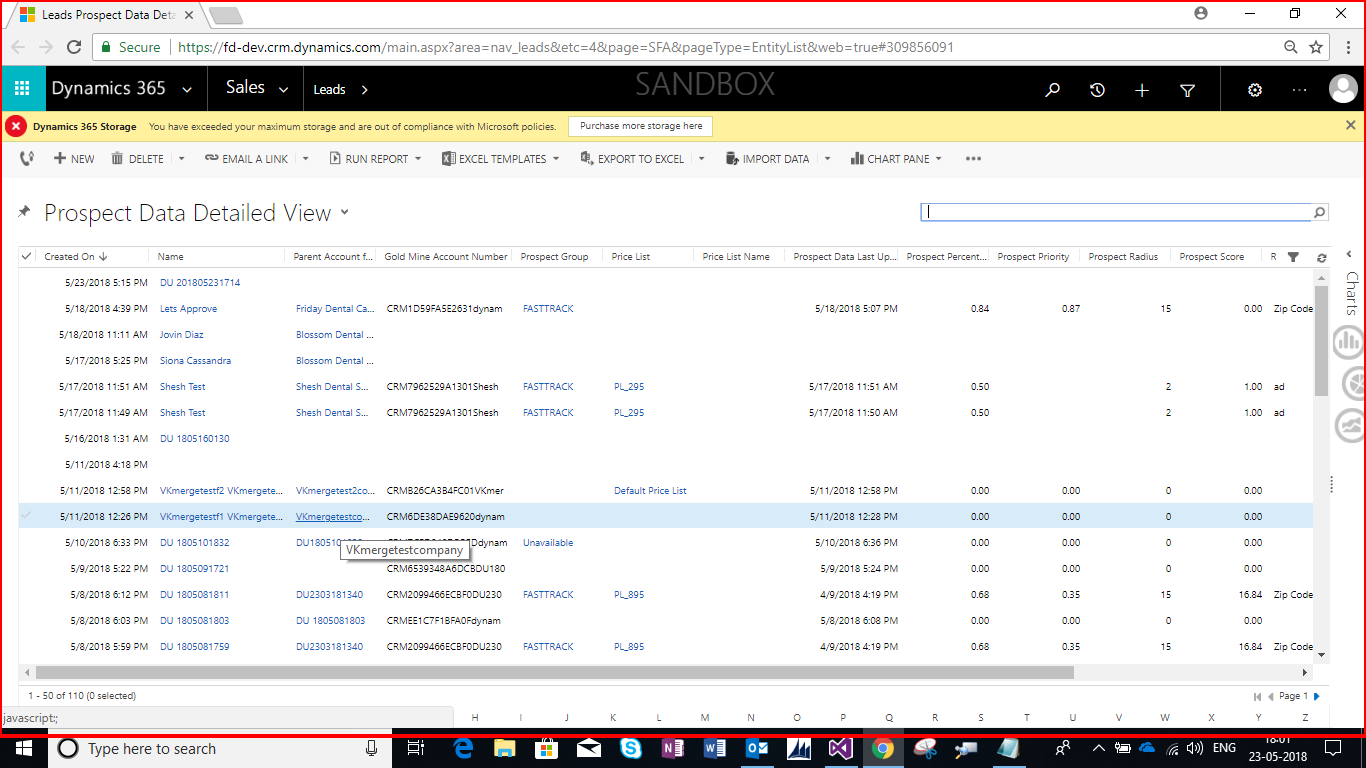 Leads Prospect Data Deta
Secure https://fd-dev.crm.dynamics.com/main.aspx?area=nav_leads&etc=4&page=SFA&pageType=EntityList&web=true#309856091
Dynamics 365 Sales Leads SANDBOX
Dynamics 365 Storage You have exceeded your maximum storage and are out of compliance with Microsoft policies. Purchase more storage here
NEW DELETE EMAIL A LINK RUN REPORT EXCEL TEMPLATES EXPORT TO EXCEL IMPORT DATA CHART PANE
Prospect Data Detailed View
Created On Name Parent Account f... Gold Mine Account Number Prospect Group Price List Price List Name Prospect Data Last Up... Prospect Percent... Prospect Priority Prospect Radius Prospect Score R
Charts
5/23/2018 5:15 PM DU 201805231714
5/18/2018 4:39 PM Lets Approve Friday Dental Ca... CRM1D59FA5E2631dynam FASTTRACK 5/18/2018 5:07 PM 0.84 0.87 15 0.00 Zip Code
5/18/2018 11:11 AM Jovin Diaz Blossom Dental ...
5/17/2018 5:25 PM Siona Cassandra Blossom Dental ...
5/17/2018 11:51 AM Shesh Test Shesh Dental S... CRM7962529A1301Shesh FASTTRACK PL_295 5/17/2018 11:51 AM 0.50 2 1.00 ad
5/17/2018 11:49 AM Shesh Test Shesh Dental S... CRM7962529A1301Shesh FASTTRACK PL_295 5/17/2018 11:50 AM 0.50 2 1.00 ad
5/16/2018 1:31 AM DU 1805160130
5/11/2018 4:18 PM
5/11/2018 12:58 PM VKmergetestf2 VKmergete... VKmergetest2co... CRMB26CA3B4FC01VKmer Default Price List 5/11/2018 12:58 PM 0.00 0.00 0 0.00
5/11/2018 12:26 PM VKmergetestf1 VKmergete... VKmergetestco... CRM6DE38DAE9620dynam 5/11/2018 12:28 PM 0.00 0.00 0 0.00
5/10/2018 6:33 PM DU 1805101832 Unavailable 5/10/2018 6:36 PM 0.00 0.00 0 0.00
VKmergetestcompany
5/9/2018 5:22 PM DU 1805091721 CRM6539348A6DCBDU180 5/9/2018 5:24 PM 0.00 0.00 0 0.00
5/8/2018 6:12 PM DU 1805081811 DU2303181340 CRM2099466ECBF0DU230 FASTTRACK PL_895 4/9/2018 4:19 PM 0.68 0.35 15 16.84 Zip Code
5/8/2018 6:03 PM DU 1805081803 DU 1805081803 CRMEE1C7F1BFA0Fdynam 5/8/2018 6:08 PM 0.00 0.00 0 0.00
5/8/2018 5:59 PM DU 1805081759 DU2303181340 CRM2099466ECBF0DU230 FASTTRACK PL_895 4/9/2018 4:19 PM 0.68 0.35 15 16.84 Zip Code
1 - 50 of 110 (0 selected) Page 1
javascript:; H I J K L M N O P Q R S T U V W X Y Z
Type here to search ENG 18:01
23-05-2018